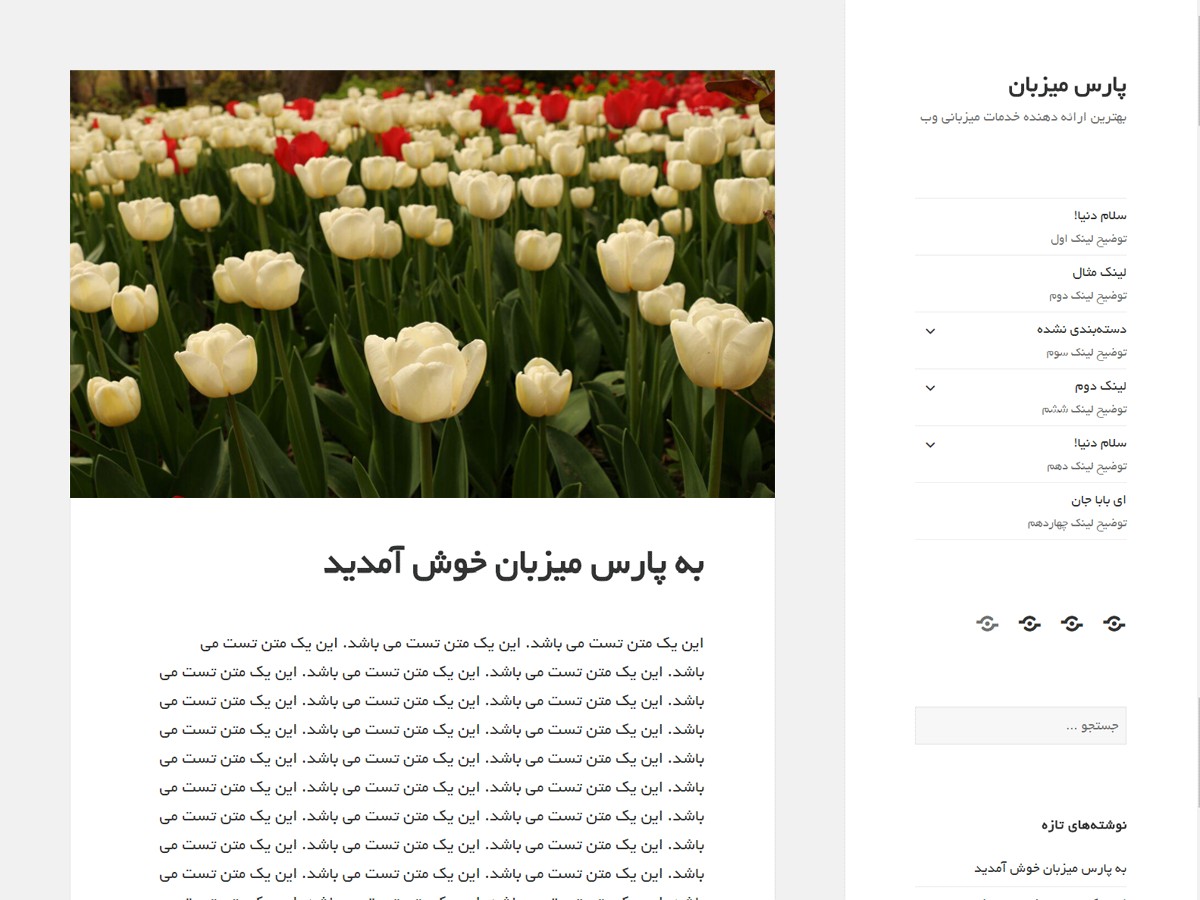 پارس میزبان
بهترین ارائه دهنده خدمات میزبانی وب
سلام دنیا!
توضیح لینک اول
لینک مثال
توضیح لینک دوم
دسته‌بندی نشده
توضیح لینک سوم
لینک دوم
توضیح لینک ششم
سلام دنیا!
توضیح لینک دهم
ای بابا جان
توضیح لینک چهاردهم
جستجو ...
نوشته‌های تازه
به پارس میزبان خوش آمدید
به پارس میزبان خوش آمدید
این یک متن تست می باشد. این یک متن تست می باشد. این یک متن تست می
باشد. این یک متن تست می باشد. این یک متن تست می باشد. این یک متن تست می
باشد. این یک متن تست می باشد. این یک متن تست می باشد. این یک متن تست می
باشد. این یک متن تست می باشد. این یک متن تست می باشد. این یک متن تست می
باشد. این یک متن تست می باشد. این یک متن تست می باشد. این یک متن تست می
باشد. این یک متن تست می باشد. این یک متن تست می باشد. این یک متن تست می
باشد. این یک متن تست می باشد. این یک متن تست می باشد. این یک متن تست می
باشد. این یک متن تست می باشد. این یک متن تست می باشد. این یک متن تست می
باشد. این یک متن تست می باشد. این یک متن تست می باشد. این یک متن تست می